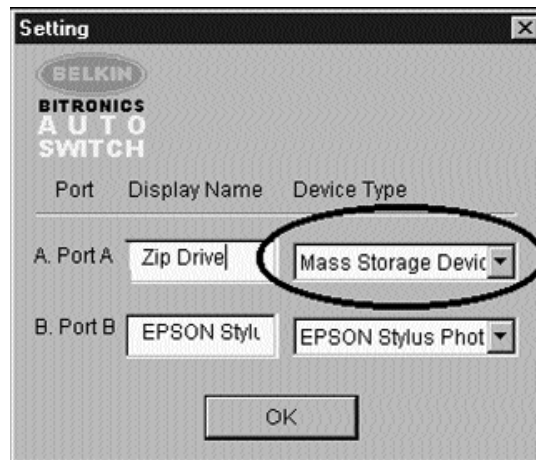 Setting
BELKIN
BITRONICS
AUTO
SWITCH
Port Display Name Device Type
A. Port A Zip Drive Mass Storage Devic
B. Port B EPSON Stylu EPSON Stylus Phot
OK